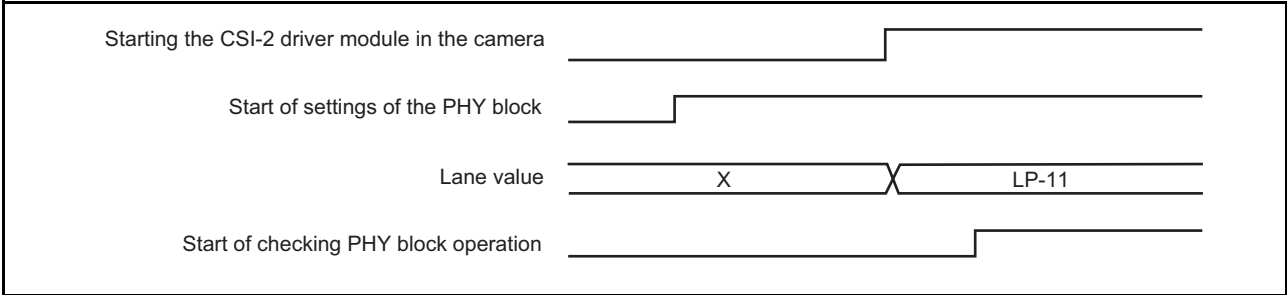 Starting the CSI-2 driver module in the camera
Start of settings of the PHY block
Lane value
X
LP-11
Start of checking PHY block operation